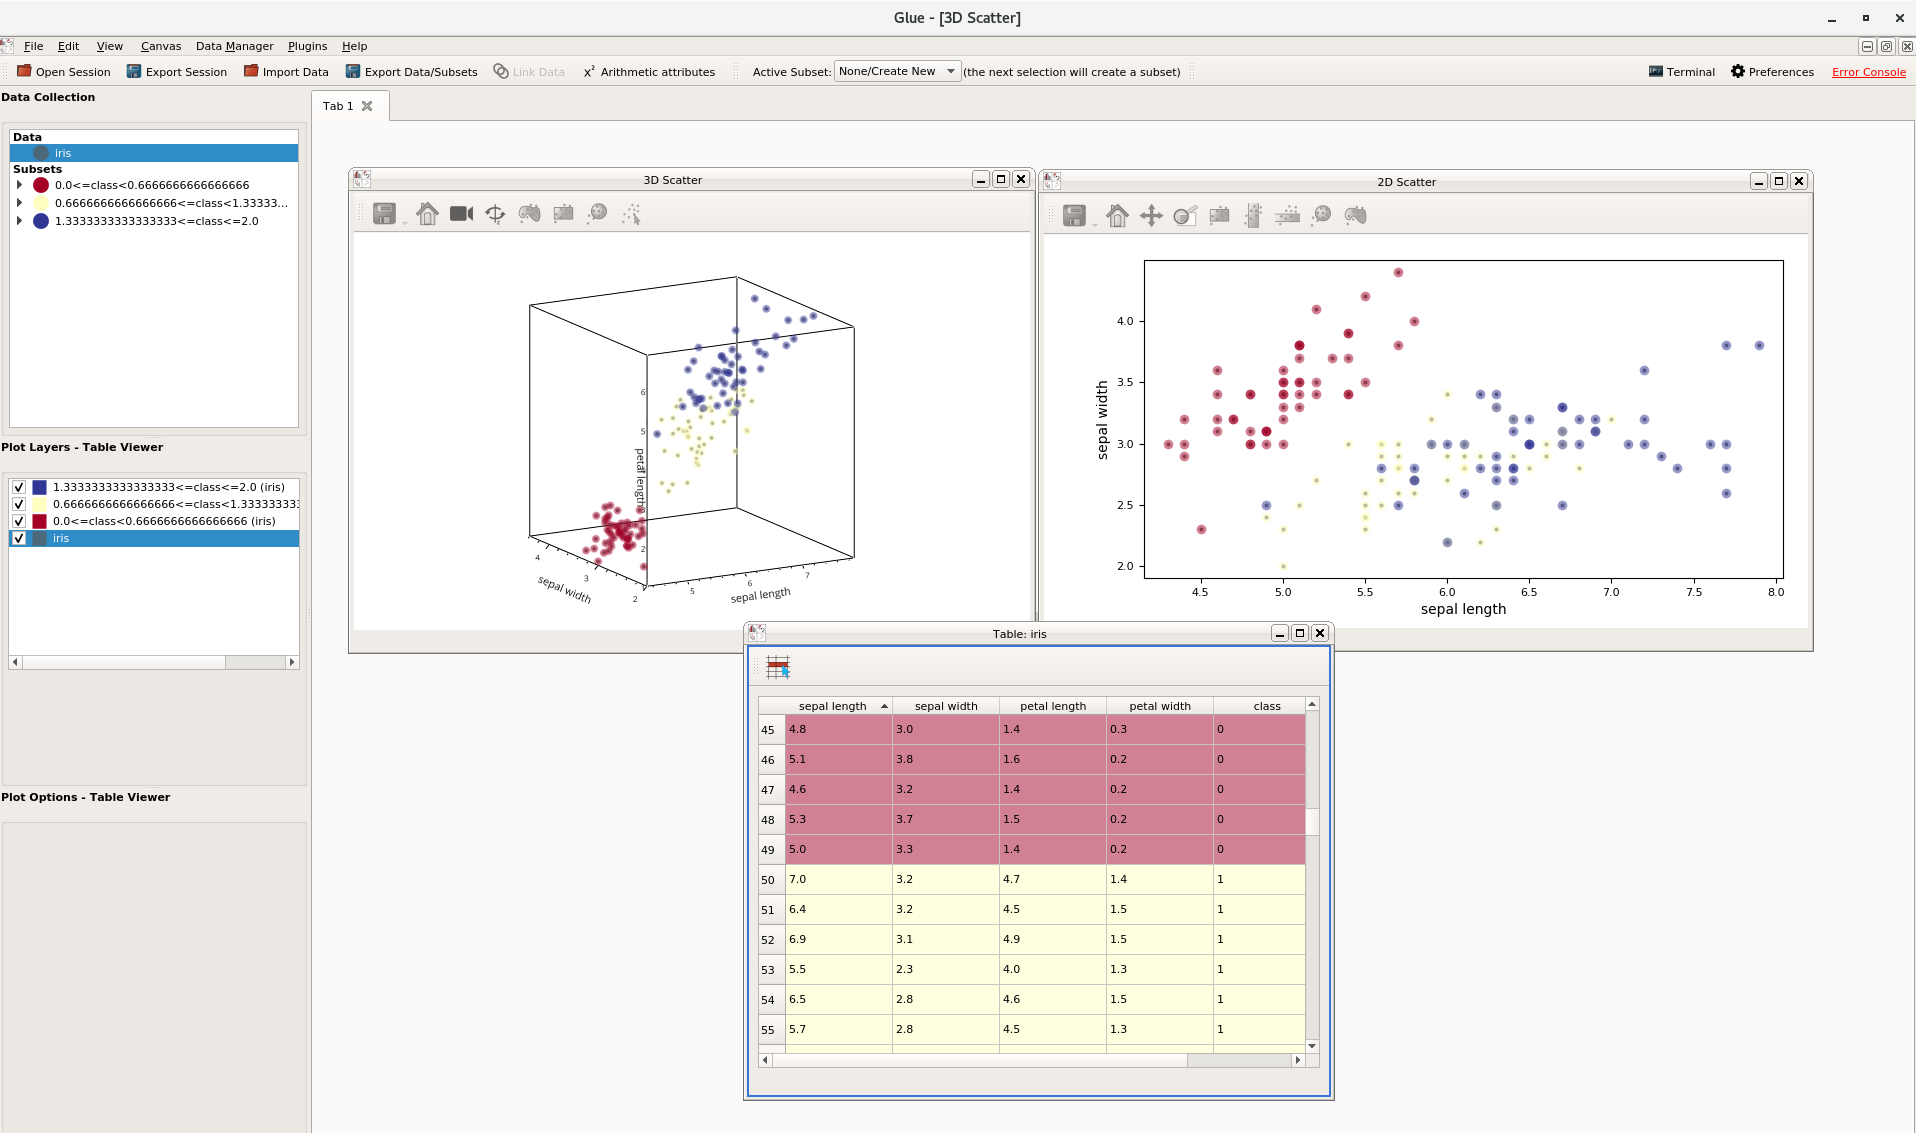 Glue - [3D Scatter]
File Edit View Canvas Data Manager Plugins Help
Open Session Export Session Import Data Export Data/Subsets Link Data x² Arithmetic attributes Active Subset: None/Create New (the next selection will create a subset) Terminal Preferences Error Console
Data Collection
Data
iris
Subsets
0.0<=class<0.6666666666666666
0.6666666666666666<=class<1.33333...
1.3333333333333333<=class<=2.0
Plot Layers - Table Viewer
1.3333333333333333<=class<=2.0 (iris)
0.6666666666666666<=class<1.333333333
0.0<=class<0.6666666666666666 (iris)
iris
Plot Options - Table Viewer
Tab 1
3D Scatter
6
5
petal length
3
2
4
3
2
sepal width
5
6
7
sepal length
2D Scatter
4.0
3.5
3.0
2.5
2.0
sepal width
4.5 5.0 5.5 6.0 6.5 7.0 7.5 8.0
sepal length
Table: iris
sepal length sepal width petal length petal width class
45 4.8 3.0 1.4 0.3 0
46 5.1 3.8 1.6 0.2 0
47 4.6 3.2 1.4 0.2 0
48 5.3 3.7 1.5 0.2 0
49 5.0 3.3 1.4 0.2 0
50 7.0 3.2 4.7 1.4 1
51 6.4 3.2 4.5 1.5 1
52 6.9 3.1 4.9 1.5 1
53 5.5 2.3 4.0 1.3 1
54 6.5 2.8 4.6 1.5 1
55 5.7 2.8 4.5 1.3 1